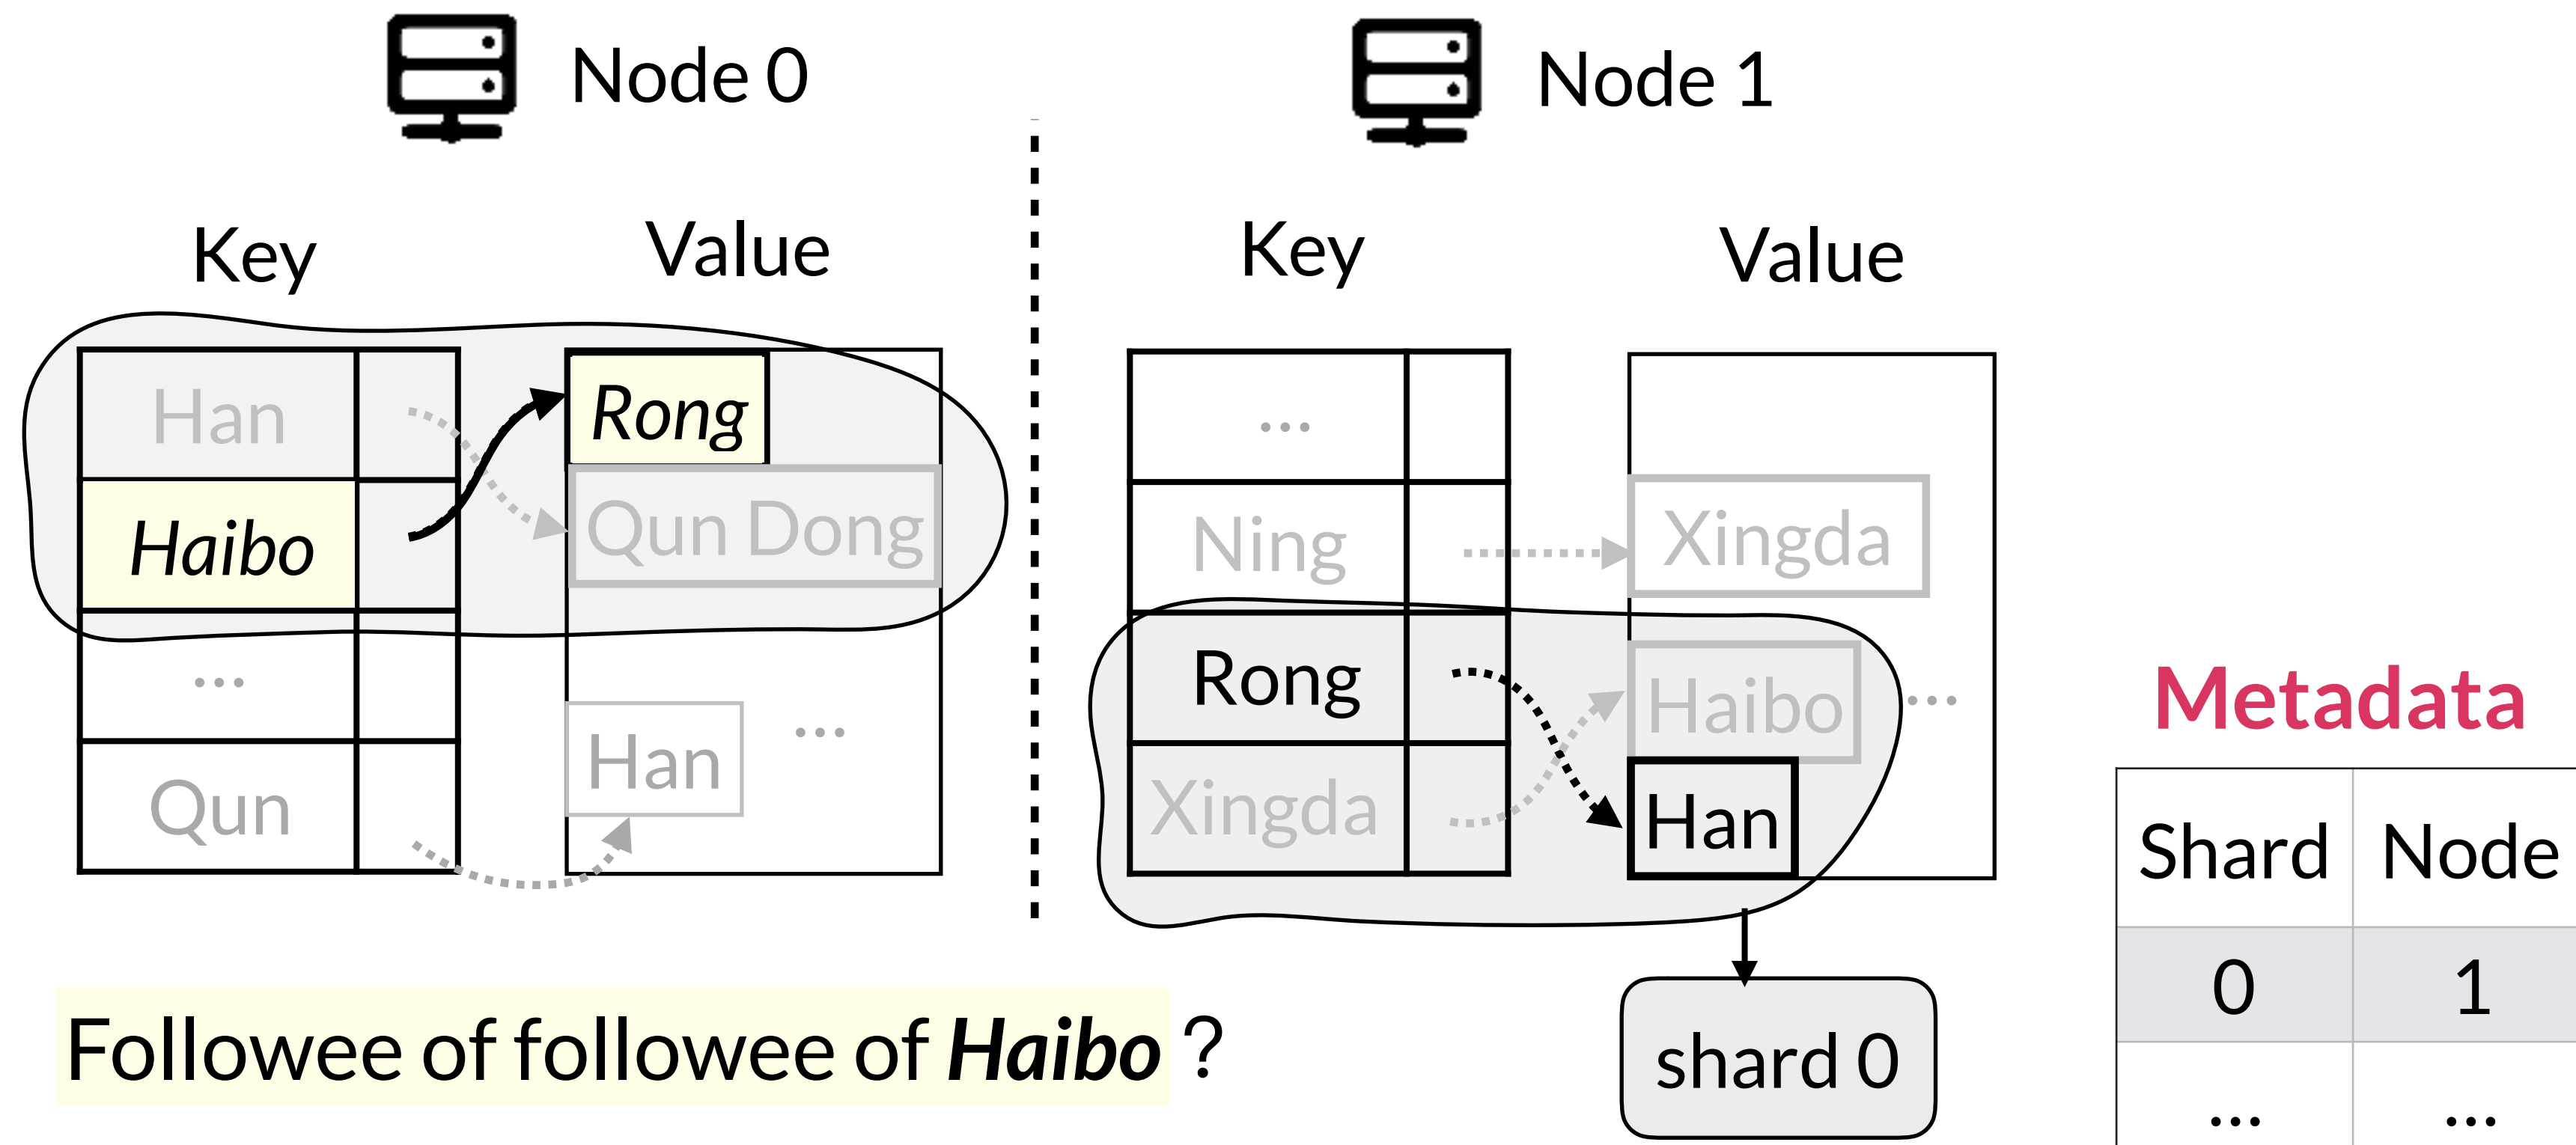 Node 0
Node 1
Key
Value
Key
Value
Han
Rong
Haibo
Qun Dong
...
Han
...
Qun
...
Ning
Xingda
Rong
Haibo
...
Xingda
Han
Metadata
Shard Node
0 1
... ...
Followee of followee of Haibo ?
shard 0